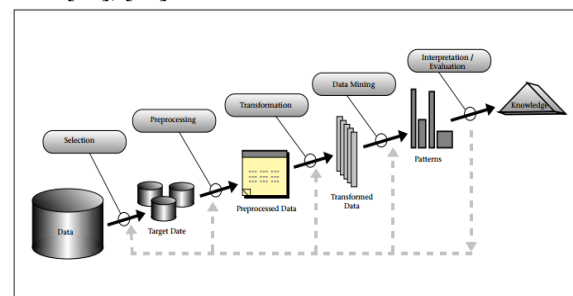 Interpretation /
Evaluation
Data Mining
Transformation
Preprocessing
Selection
Knowledge
Patterns
Transformed
Data
Preprocessed Data
Target Date
Data